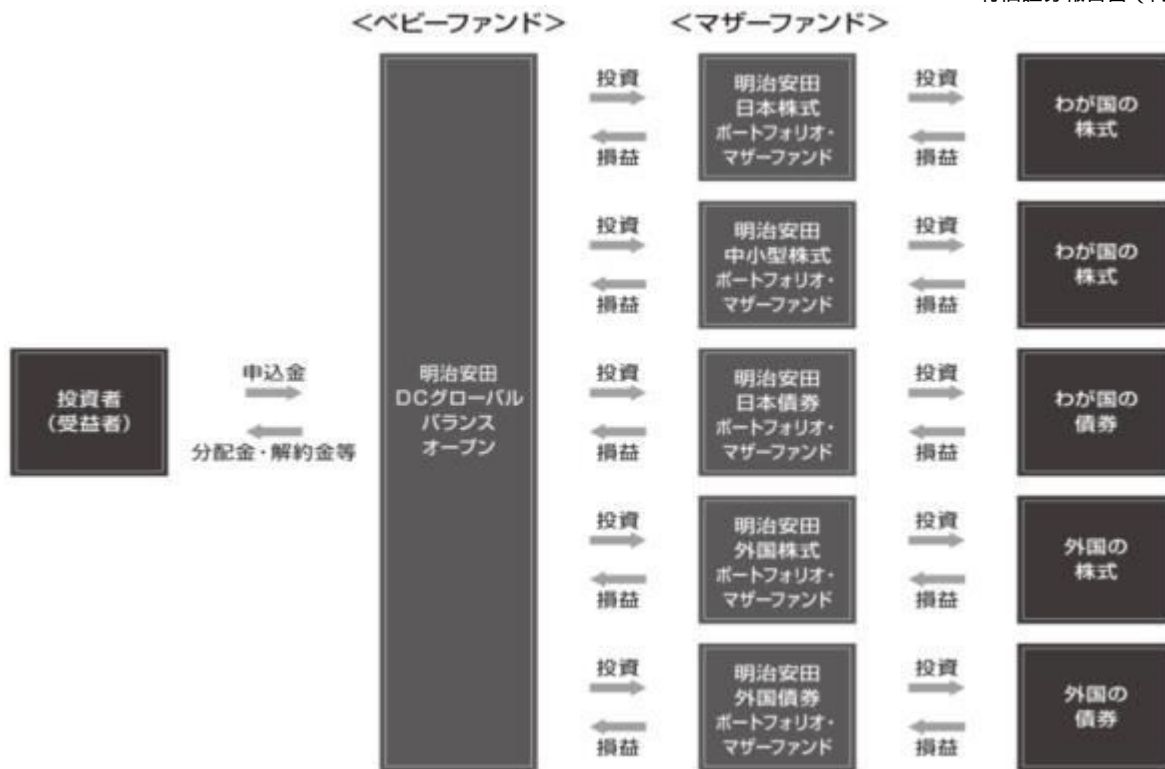 ＜ベビーファンド＞
＜マザーファンド＞
投資者
（受益者）
申込金
分配金・解約金等
明治安田
DCグローバル
バランス
オープン
投資
損益
明治安田
日本株式
ポートフォリオ・
マザーファンド
投資
損益
わが国の
株式
投資
損益
明治安田
中小型株式
ポートフォリオ・
マザーファンド
投資
損益
わが国の
株式
投資
損益
明治安田
日本債券
ポートフォリオ・
マザーファンド
投資
損益
わが国の
債券
投資
損益
明治安田
外国株式
ポートフォリオ・
マザーファンド
投資
損益
外国の
株式
投資
損益
明治安田
外国債券
ポートフォリオ・
マザーファンド
投資
損益
外国の
債券